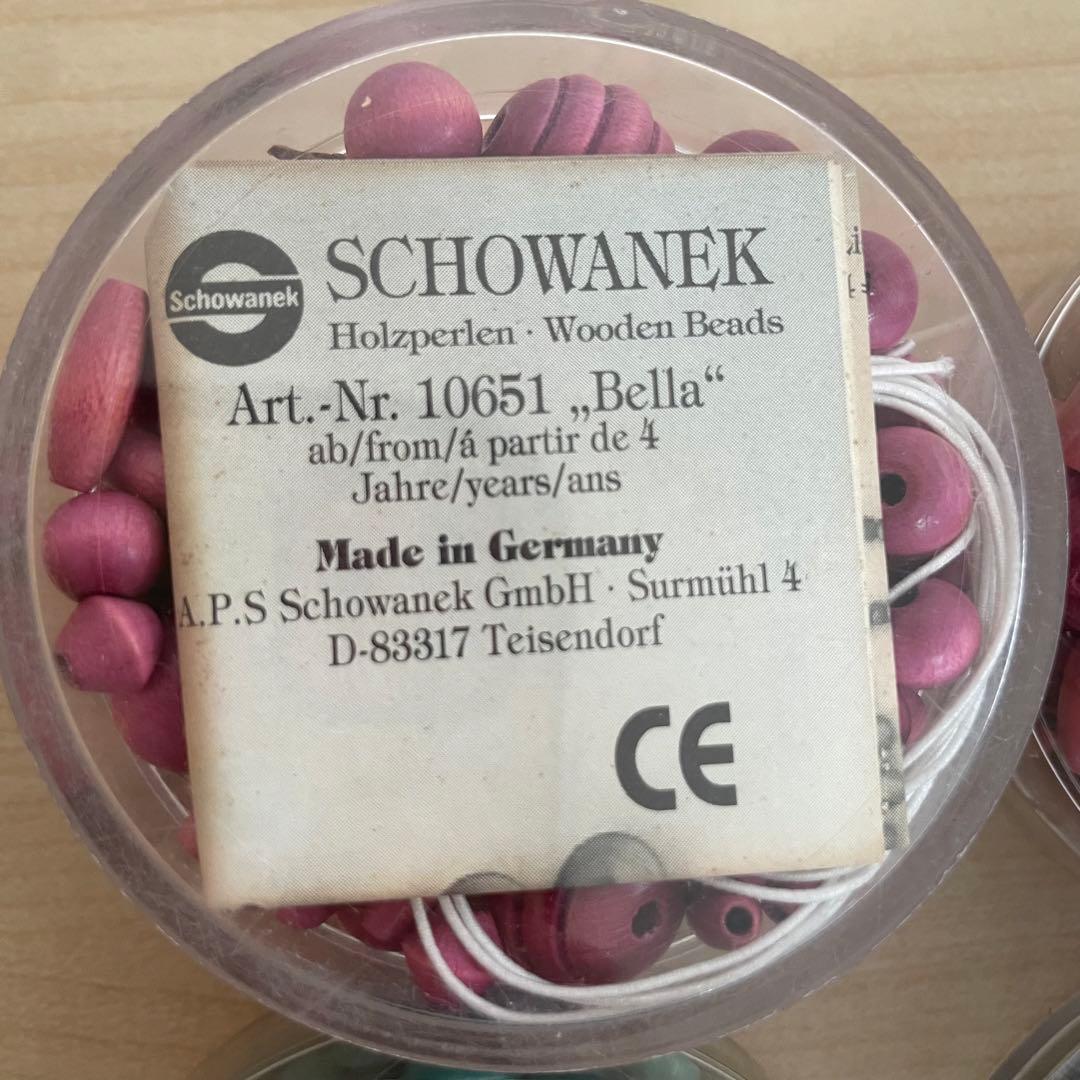 Schowanek
SCHOWANEK
Holzperlen · Wooden Beads
Art.-Nr. 10651 „Bella“
ab/from/á partir de 4
Jahre/years/ans
Made in Germany
A.P.S Schowanek GmbH · Surmühl 4
D-83317 Teisendorf
CE